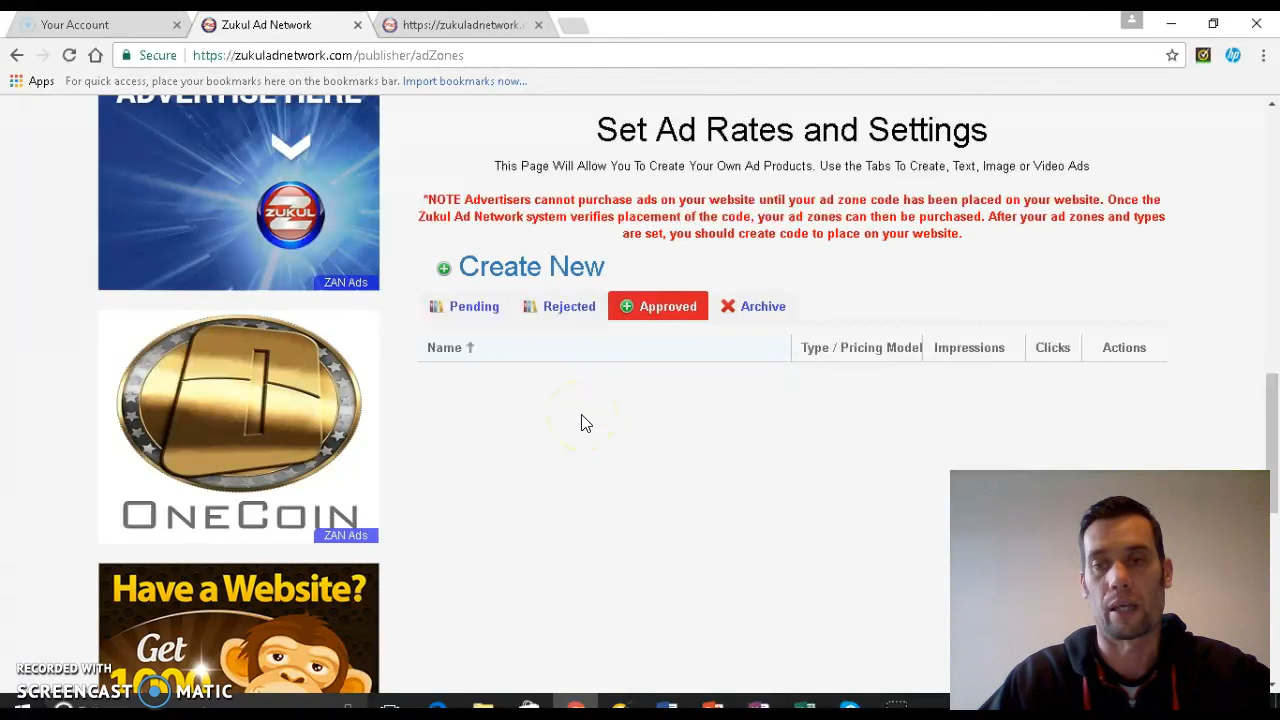 Your Account
Zukul Ad Network
https://zukuladnetwork.c
Secure
https://zukuladnetwork.com/publisher/adZones
Apps
For quick access, place your bookmarks here on the bookmarks bar. Import bookmarks now...
ADVERTISE HERE
ZUKUL
ZAN Ads
ONECOIN
ZAN Ads
Have a Website?
Get
1000
Set Ad Rates and Settings
This Page Will Allow You To Create Your Own Ad Products. Use the Tabs To Create, Text, Image or Video Ads
*NOTE Advertisers cannot purchase ads on your website until your ad zone code has been placed on your website. Once the
Zukul Ad Network system verifies placement of the code, your ad zones can then be purchased. After your ad zones and types
are set, you should create code to place on your website.
Create New
Pending
Rejected
Approved
Archive
Name
Type / Pricing Model
Impressions
Clicks
Actions
RECORDED WITH
SCREENCAST MATIC